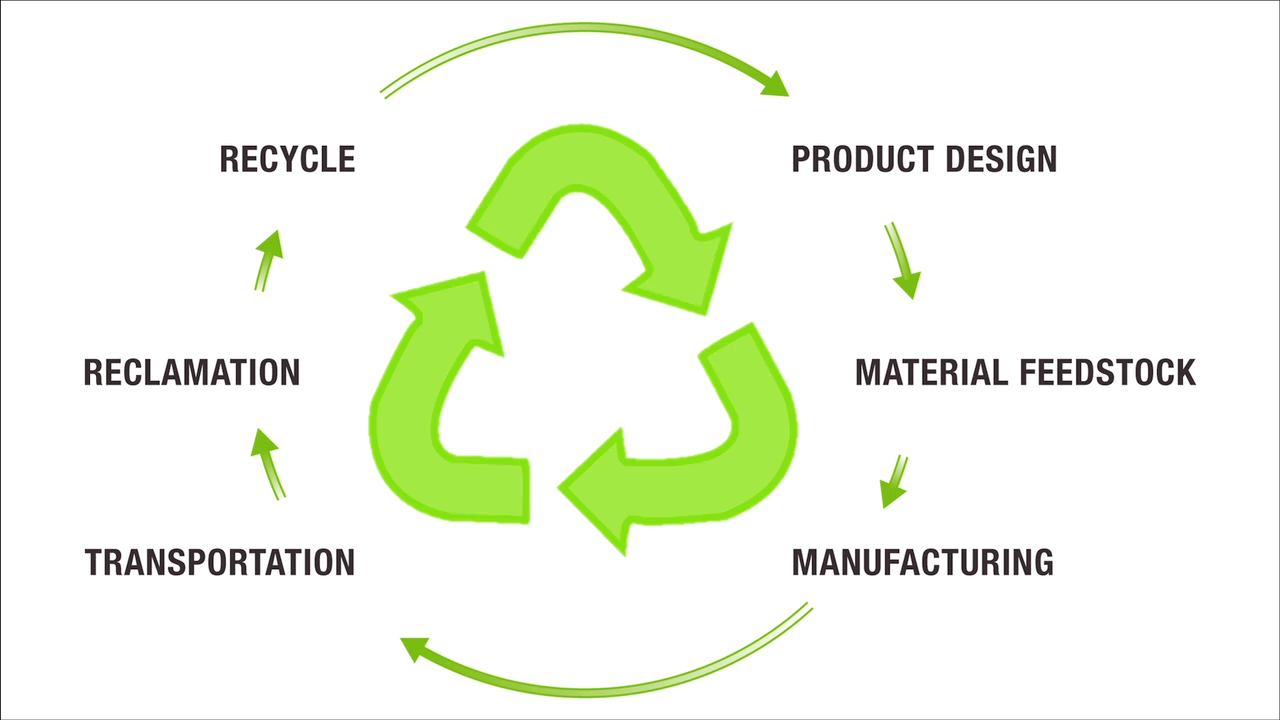 RECYCLE
PRODUCT DESIGN
RECLAMATION
MATERIAL FEEDSTOCK
TRANSPORTATION
MANUFACTURING